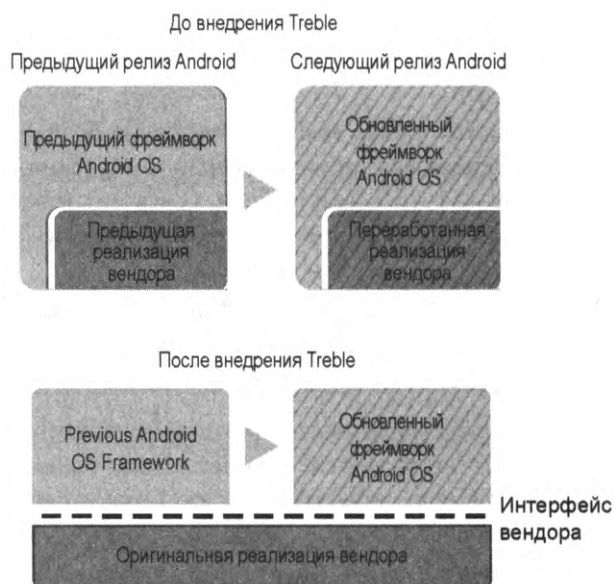 До внедрения Treble
Предыдущий релиз Android
Следующий релиз Android
Предыдущий фреймворк
Android OS
Предыдущая
реализация
вендора
Обновленный
фреймворк
Android OS
Переработанная
реализация
вендора
После внедрения Treble
Previous Android
OS Framework
Обновленный
фреймворк
Android OS
Интерфейс
вендора
Оригинальная реализация вендора